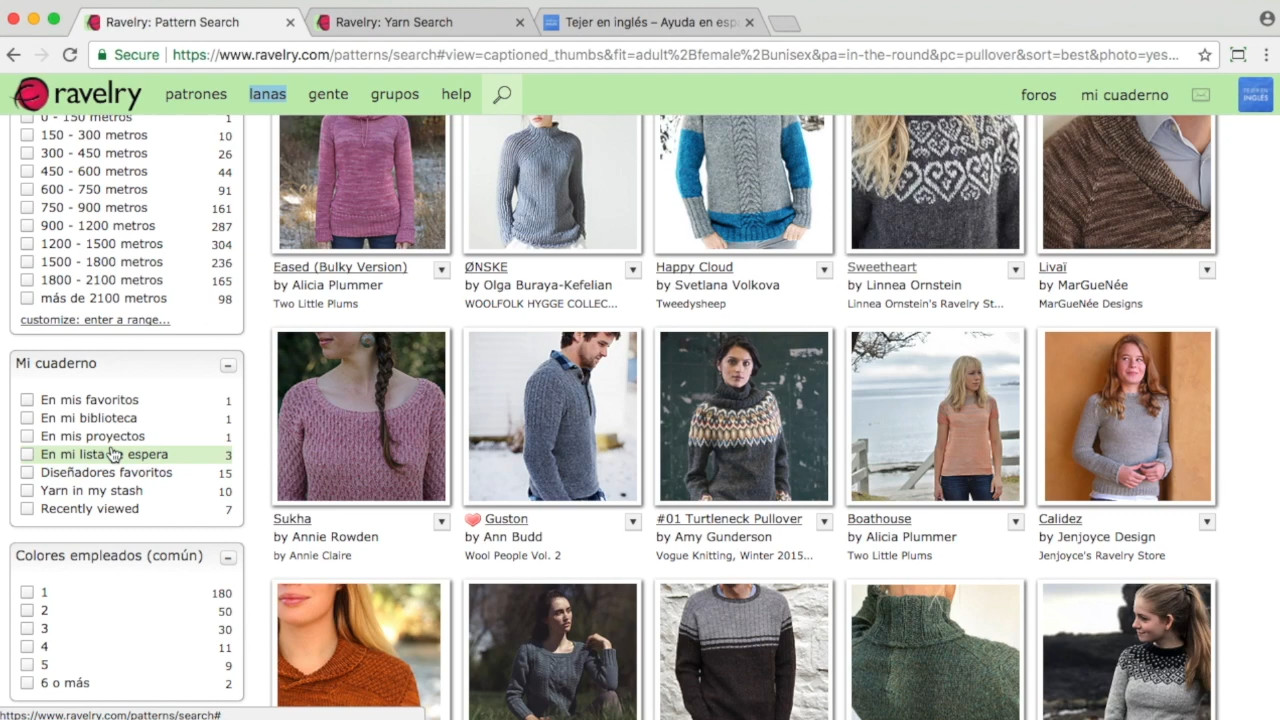 Ravelry: Pattern Search
Ravelry: Yarn Search
Tejer en inglés – Ayuda en esp
Secure
https://www.ravelry.com/patterns/search#view=captioned_thumbs&fit=adult%2Bfemale%2Bunisex&pa=in-the-round&pc=pullover&sort=best&photo=yes...
ravelry
patrones
lanas
gente
grupos
help
foros
mi cuaderno
TEJER EN
INGLÉS
0 - 150 metros 1
150 - 300 metros 10
300 - 450 metros 26
450 - 600 metros 44
600 - 750 metros 91
750 - 900 metros 161
900 - 1200 metros 287
1200 - 1500 metros 304
1500 - 1800 metros 236
1800 - 2100 metros 165
más de 2100 metros 98
customize: enter a range...
Mi cuaderno
En mis favoritos 1
En mi biblioteca 1
En mis proyectos 1
En mi lista espera 3
Diseñadores favoritos 15
Yarn in my stash 10
Recently viewed 7
Colores empleados (común)
1 180
2 50
3 30
4 11
5 9
6 o más 2
Eased (Bulky Version)
by Alicia Plummer
Two Little Plums
ØNSKE
by Olga Buraya-Kefelian
WOOLFOLK HYGGE COLLEC...
Happy Cloud
by Svetlana Volkova
Tweedysheep
Sweetheart
by Linnea Ornstein
Linnea Ornstein's Ravelry St...
Livaï
by MarGueNée
MarGueNée Designs
Sukha
by Annie Rowden
by Annie Claire
Guston
by Ann Budd
Wool People Vol. 2
#01 Turtleneck Pullover
by Amy Gunderson
Vogue Knitting, Winter 2015...
Boathouse
by Alicia Plummer
Two Little Plums
Calidez
by Jenjoyce Design
Jenjoyce's Ravelry Store
https://www.ravelry.com/patterns/search#